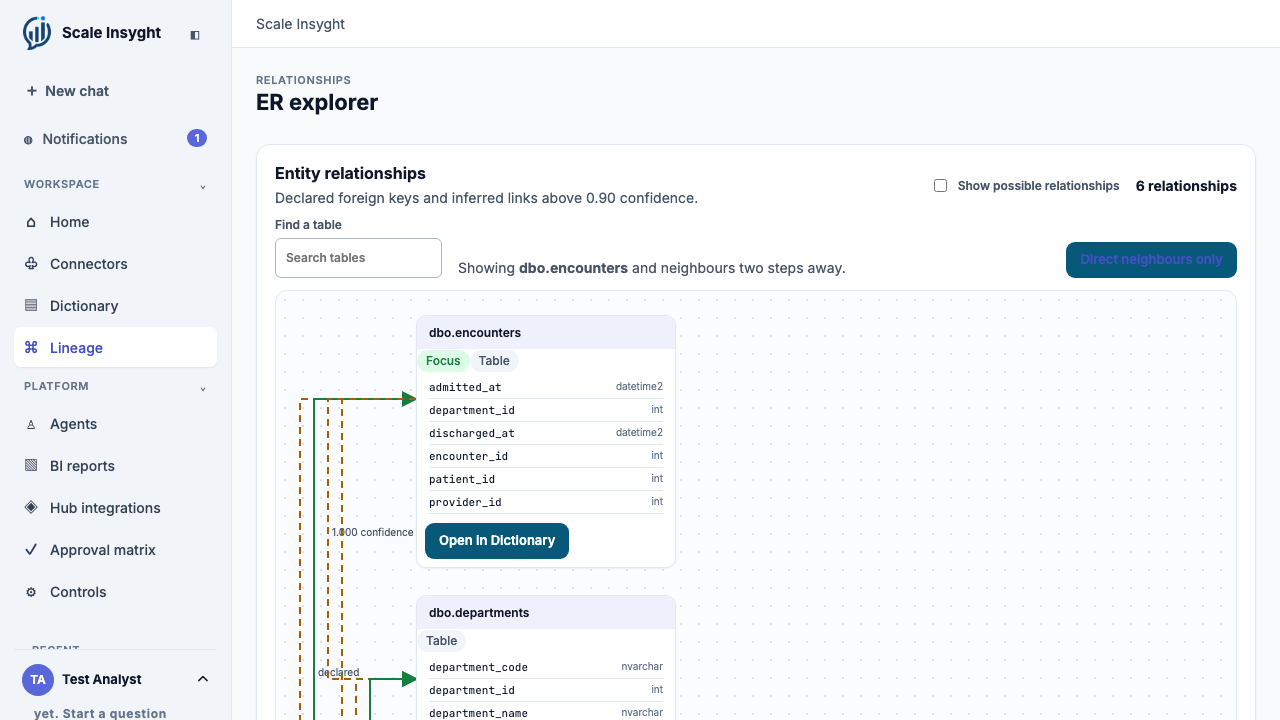 Scale Insyght
+ New chat
Notifications
1
WORKSPACE
Home
Connectors
Dictionary
Lineage
PLATFORM
Agents
BI reports
Hub integrations
Approval matrix
Controls
RECENT
TA
Test Analyst
yet. Start a question
Scale Insyght
RELATIONSHIPS
ER explorer
Entity relationships
Declared foreign keys and inferred links above 0.90 confidence.
Show possible relationships
6 relationships
Find a table
Search tables
Showing dbo.encounters and neighbours two steps away.
Direct neighbours only
dbo.encounters
Focus Table
admitted_at datetime2
department_id int
discharged_at datetime2
encounter_id int
patient_id int
provider_id int
1.000 confidence
Open in Dictionary
dbo.departments
Table
declared
department_code nvarchar
department_id int
department_name nvarchar